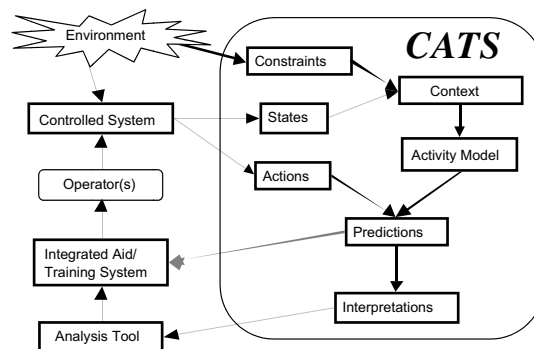 Environment
CATS
Constraints
Context
Controlled System
States
Activity Model
Actions
Operator(s)
Predictions
Integrated Aid/
Training System
Interpretations
Analysis Tool